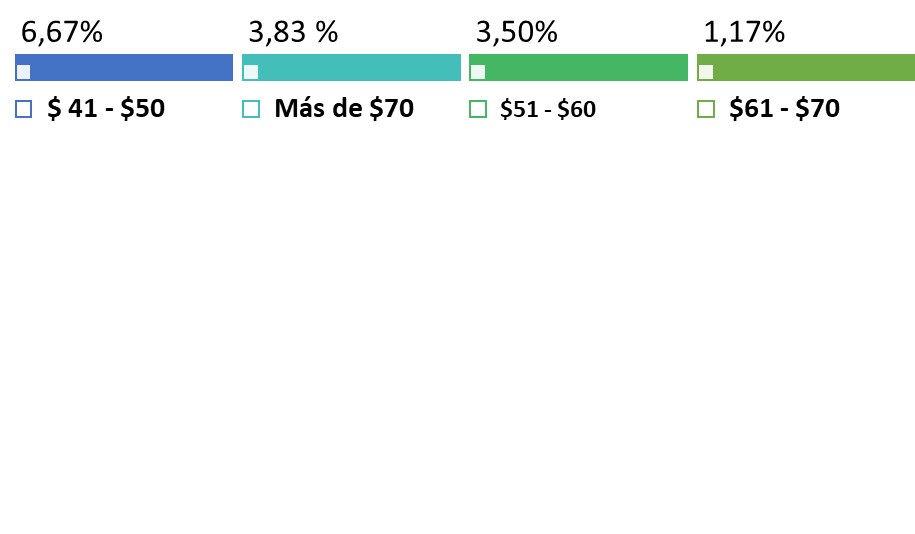 6,67% 3,83 % 3,50% 1,17%
$ 41 - $50 Más de $70 $51 - $60 $61 - $70